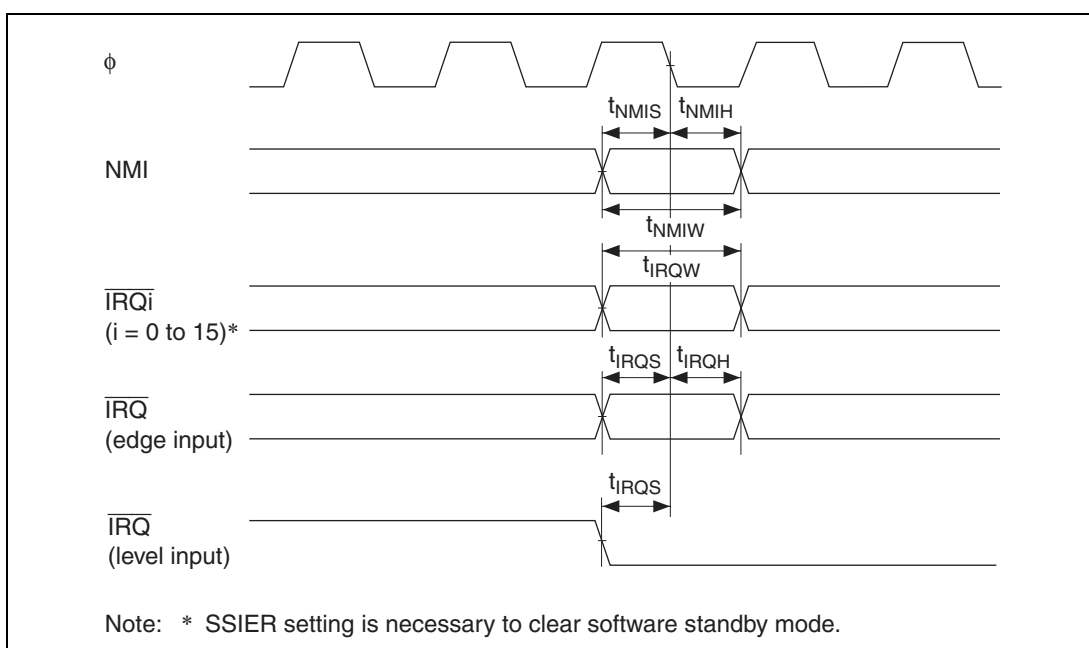 ϕ
tNMIS tNMIH
NMI
tNMIW
tIRQW
IRQi
(i = 0 to 15)*
tIRQS tIRQH
IRQ
(edge input)
tIRQS
IRQ
(level input)
Note: * SSIER setting is necessary to clear software standby mode.